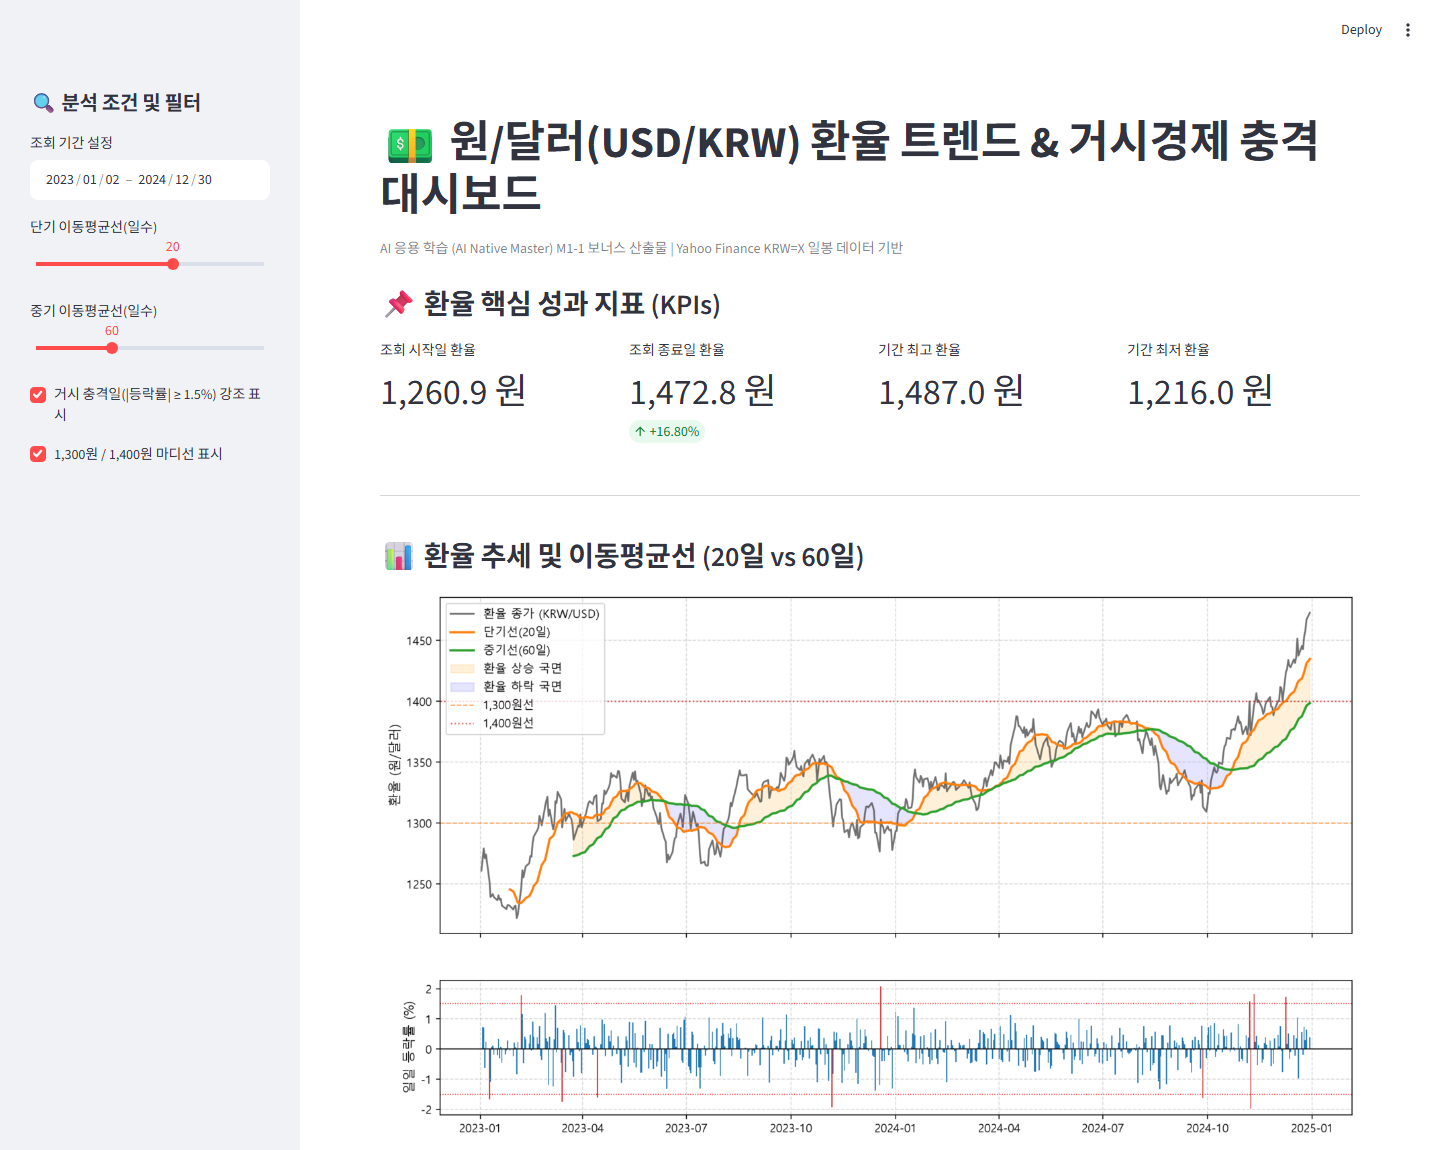 Deploy
분석 조건 및 필터
조회 기간 설정
2023 / 01 / 02 – 2024 / 12 / 30
단기 이동평균선(일수)
20
중기 이동평균선(일수)
60
거시 충격일(|등락률| ≥ 1.5%) 강조 표
시
1,300원 / 1,400원 마디선 표시
원/달러(USD/KRW) 환율 트렌드 & 거시경제 충격
대시보드
AI 응용 학습 (AI Native Master) M1-1 보너스 산출물 | Yahoo Finance KRW=X 일봉 데이터 기반
환율 핵심 성과 지표 (KPIs)
조회 시작일 환율
1,260.9 원
조회 종료일 환율
1,472.8 원
↑ +16.80%
기간 최고 환율
1,487.0 원
기간 최저 환율
1,216.0 원
환율 추세 및 이동평균선 (20일 vs 60일)
환율 종가 (KRW/USD)
단기선(20일)
중기선(60일)
환율 상승 국면
환율 하락 국면
1,300원선
1,400원선
환율 (원/달러)
1450
1400
1350
1300
1250
일일 등락률 (%)
2
1
0
-1
-2
2023-01
2023-04
2023-07
2023-10
2024-01
2024-04
2024-07
2024-10
2025-01